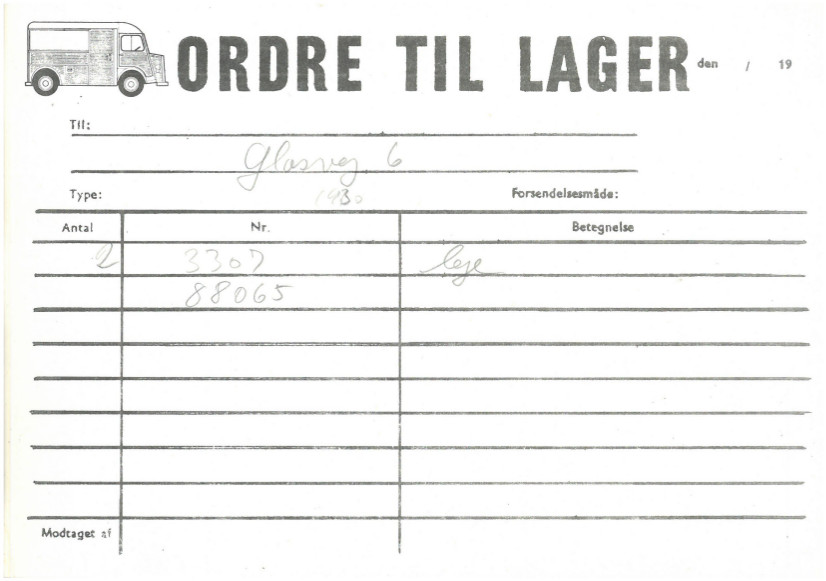 ORDRE TIL LAGER den / 19
Til:
Glasvej 6
Type: 1930 Forsendelsesmåde:
Antal Nr. Betegnelse
2 3307 leje
88065
Modtaget af